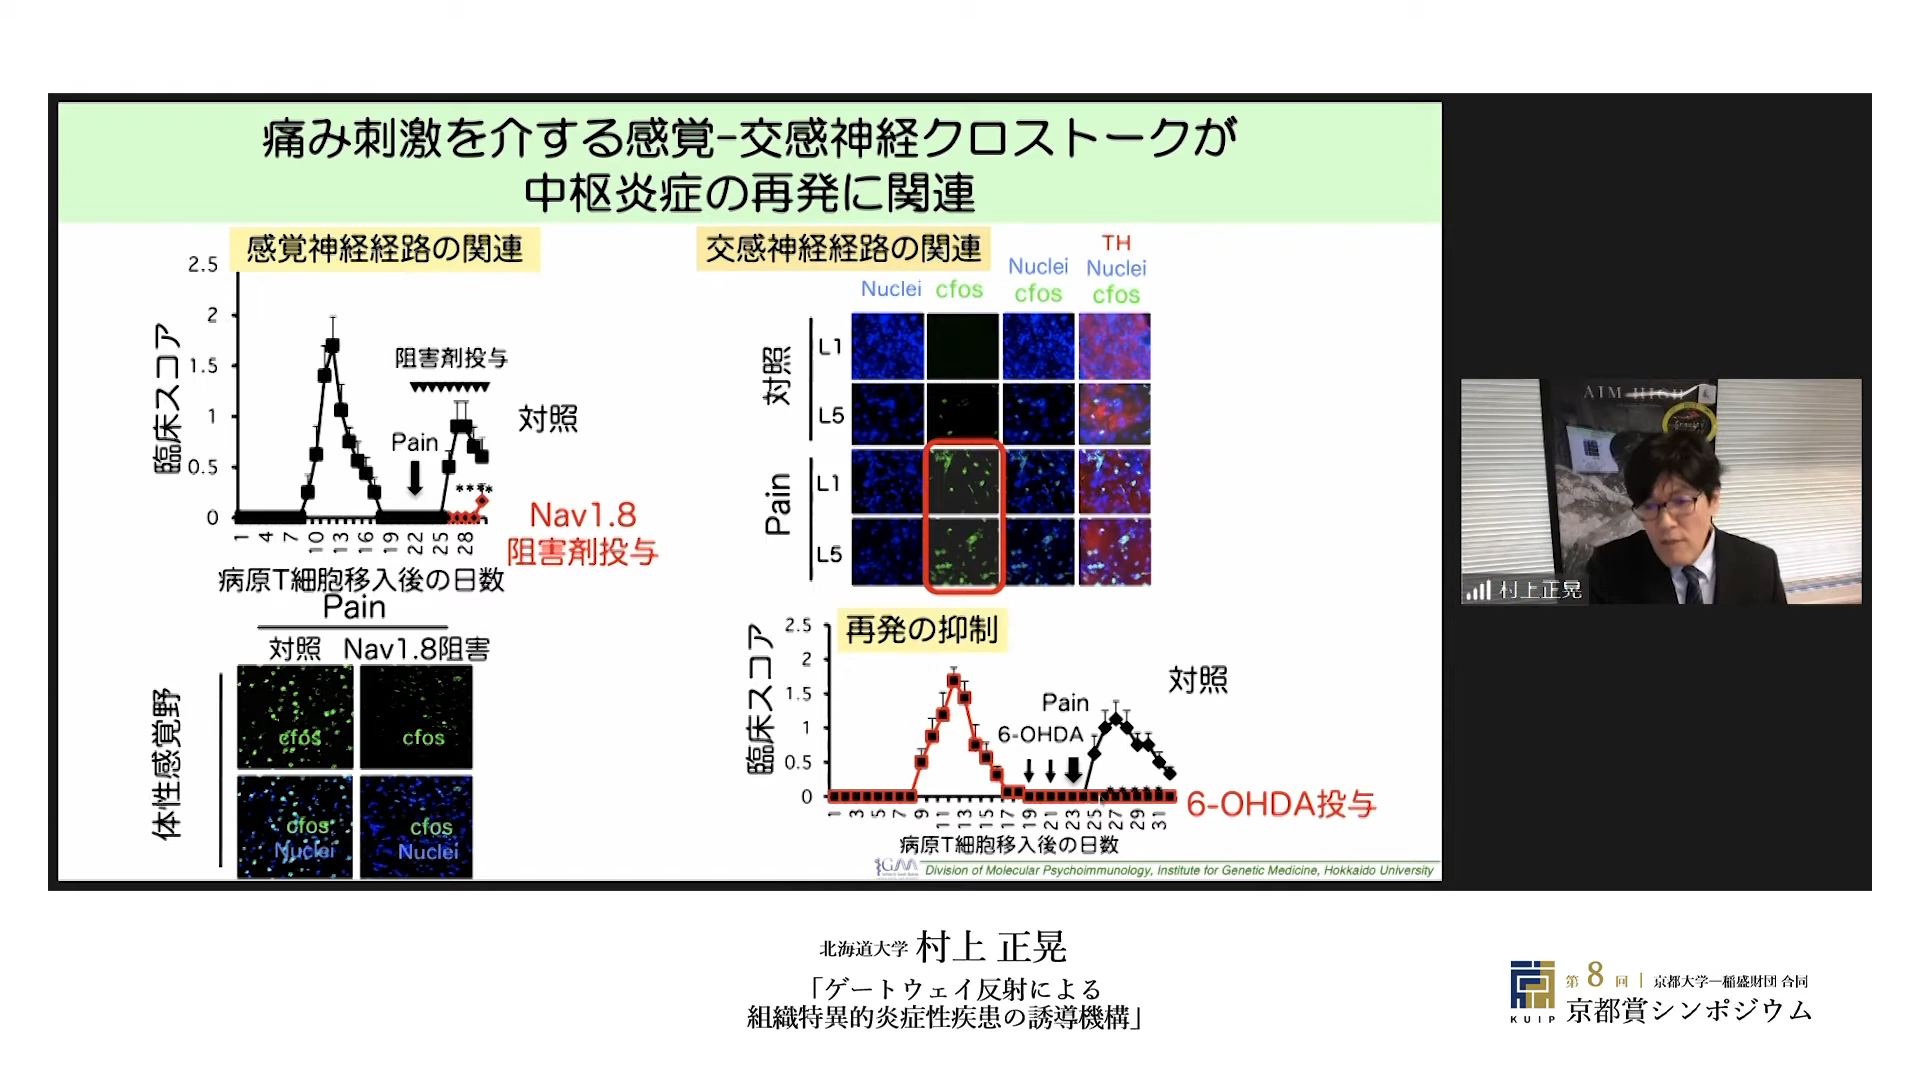 痛み刺激を介する感覚-交感神経クロストークが
中枢炎症の再発に関連
感覚神経経路の関連
臨床スコア
2.5
2
1.5
1
0.5
0
阻害剤投与
Pain
対照
****
Nav1.8
阻害剤投与
1 4 7 10 13 16 19 22 25 28
病原T細胞移入後の日数
Pain
対照 Nav1.8阻害
体性感覚野
cfos cfos
cfos cfos
Nuclei Nuclei
交感神経経路の関連
TH
Nuclei Nuclei
Nuclei cfos cfos cfos
対照
L1
L5
Pain
L1
L5
再発の抑制
臨床スコア
2.5
2
1.5
1
0.5
0
Pain
6-OHDA
対照
6-OHDA投与
1 3 5 7 9 11 13 15 17 19 21 23 25 27 29 31
病原T細胞移入後の日数
IGM
Division of Molecular Psychoimmunology, Institute for Genetic Medicine, Hokkaido University
AIM HIGH
村上正晃
北海道大学 村上 正晃
「ゲートウェイ反射による
組織特異的炎症性疾患の誘導機構」
KUIP
第8回 | 京都大学―稲盛財団 合同
京都賞シンポジウム